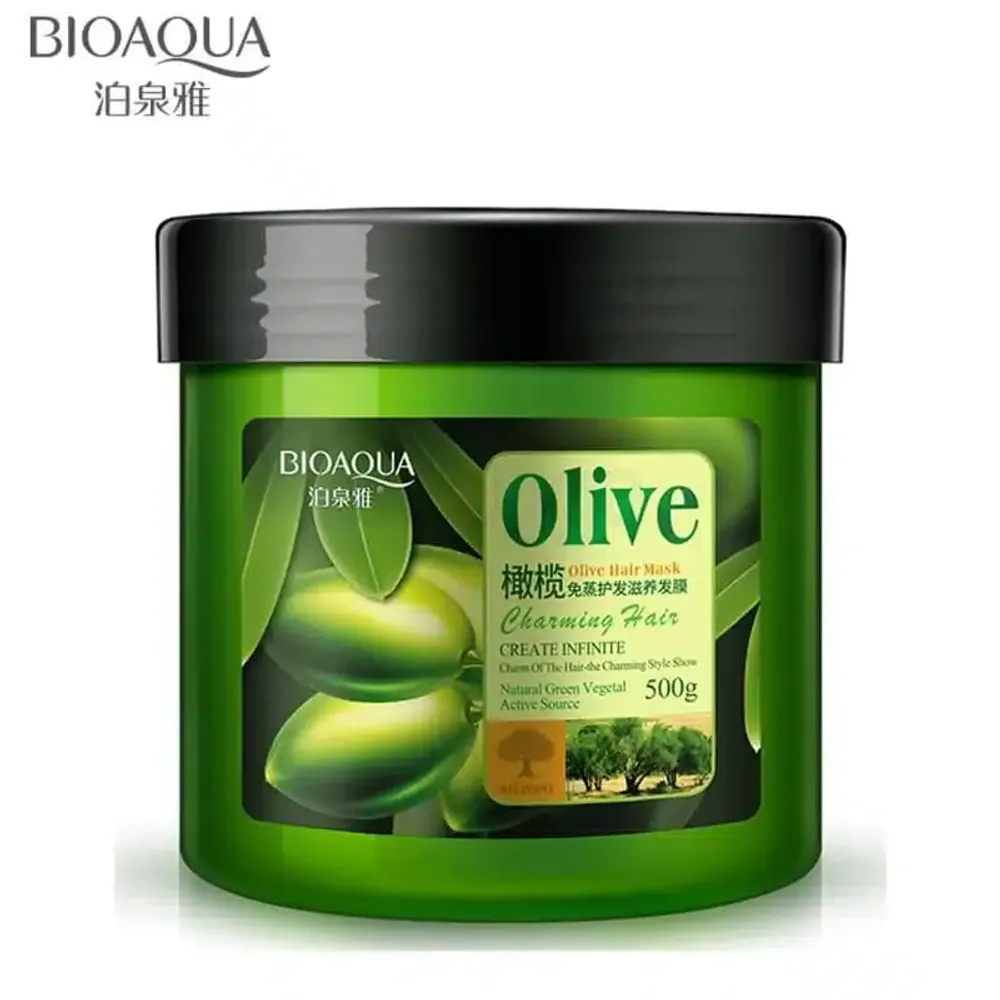 BIOAQUA
泊泉雅
BIOAQUA
泊泉雅®
Olive
Olive Hair Mask
橄榄 免蒸护发滋养发膜
Charming Hair
CREATE INFINITE
Charm Of The Hair-the Charming Style Show
Natural Green Vegetal
Active Source
500g